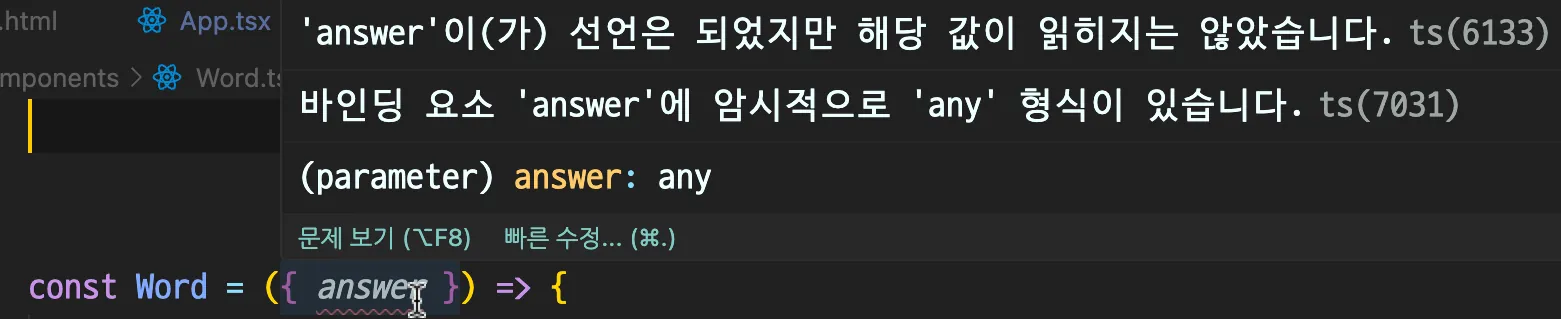 .html App.tsx
'answer'이(가) 선언은 되었지만 해당 값이 읽히지는 않았습니다. ts(6133)
mponents > Word.ts
바인딩 요소 'answer'에 암시적으로 'any' 형식이 있습니다. ts(7031)
(parameter) answer: any
문제 보기 (⌥F8) 빠른 수정... (⌘.)
const Word = ({ answer }) => {